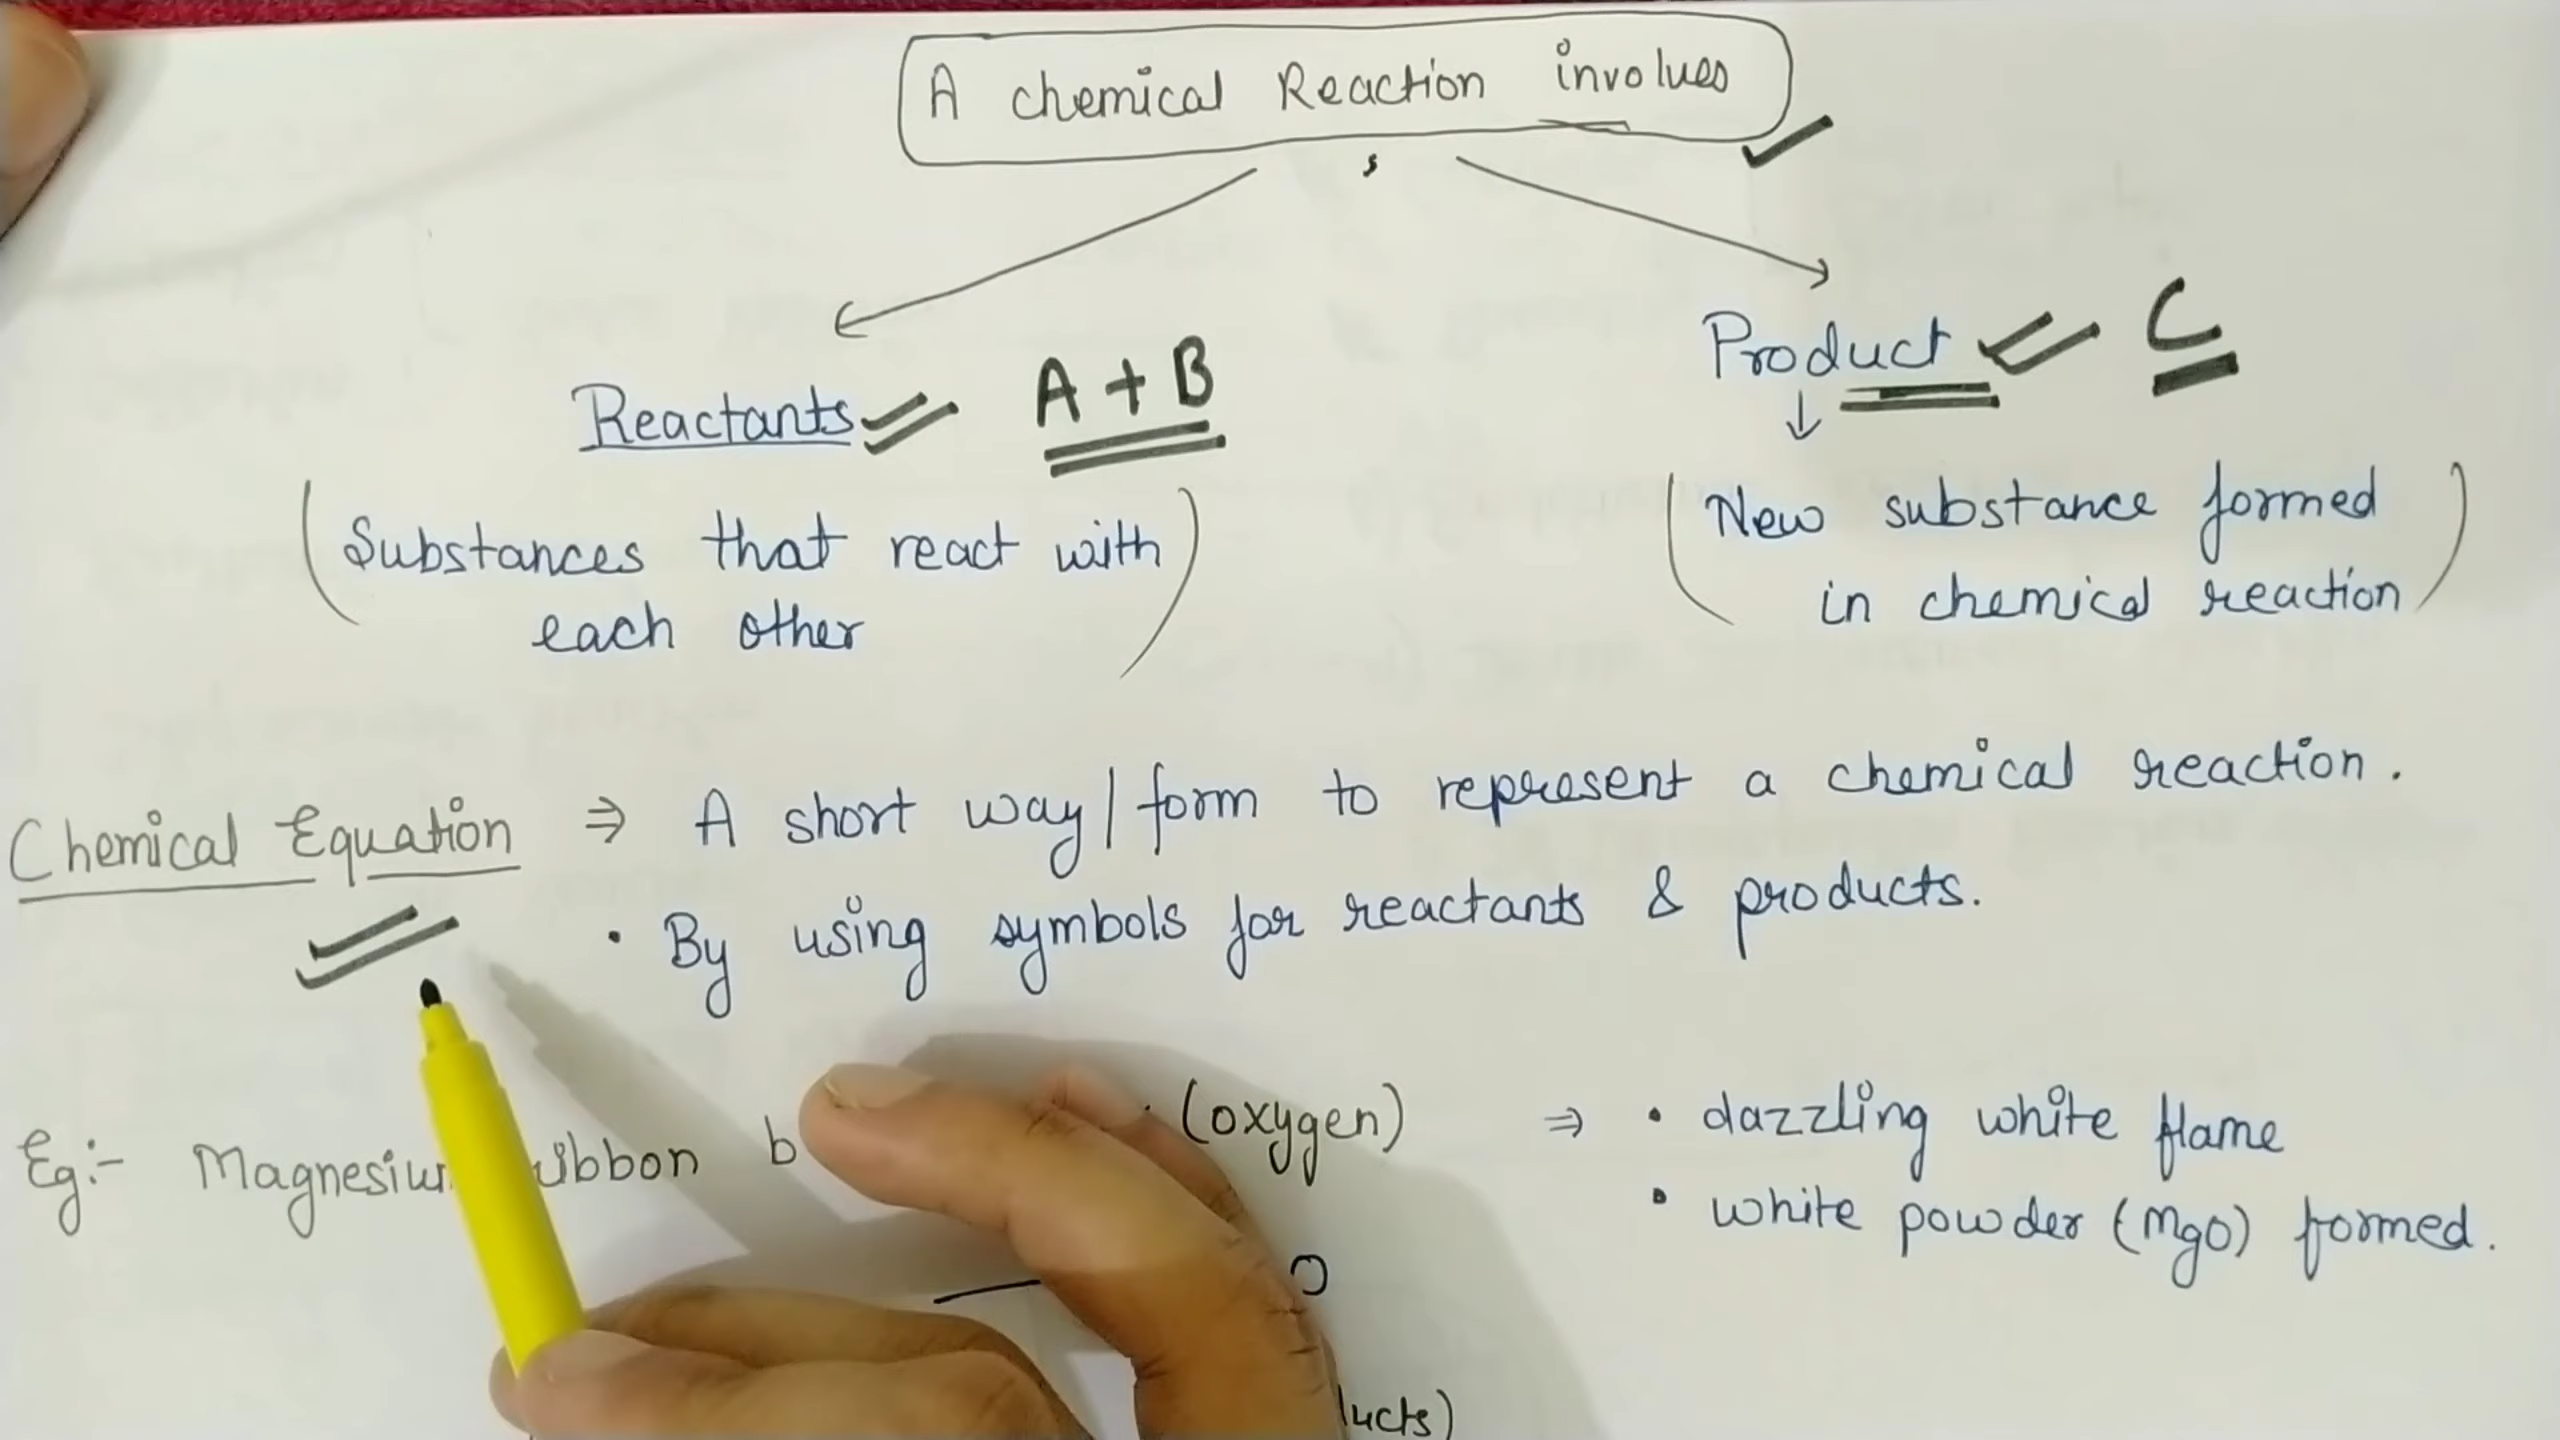 A chemical Reaction involves
Reactants A + B
(Substances that react with
each other)
Product C
↓
(New substance formed
in chemical reaction)
Chemical Equation ⇒ A short way/form to represent a chemical reaction.
• By using symbols for reactants & products.
Eg:- Magnesium ribbon (oxygen) ⇒ • dazzling white flame
• white powder (MgO) formed.